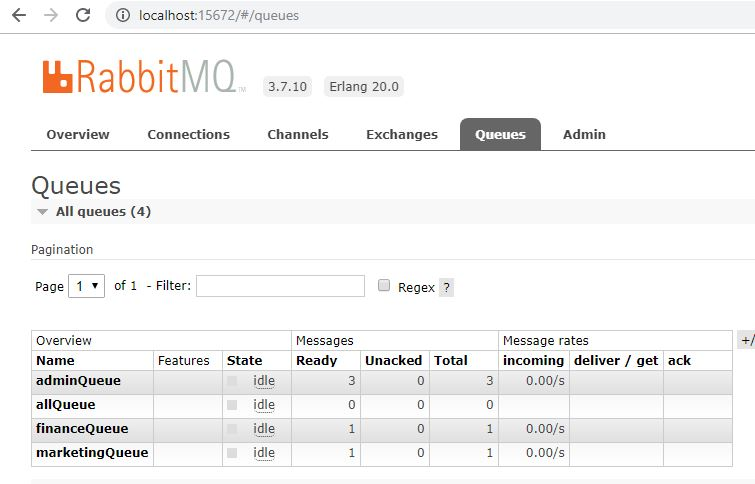 localhost:15672/#/queues
RabbitMQ TM 3.7.10 Erlang 20.0
Overview Connections Channels Exchanges Queues Admin
Queues
All queues (4)
Pagination
Page 1 of 1 - Filter: Regex ?
Overview Messages Message rates +/
Name Features State Ready Unacked Total incoming deliver / get ack
adminQueue idle 3 0 3 0.00/s
allQueue idle 0 0 0
financeQueue idle 1 0 1 0.00/s
marketingQueue idle 1 0 1 0.00/s